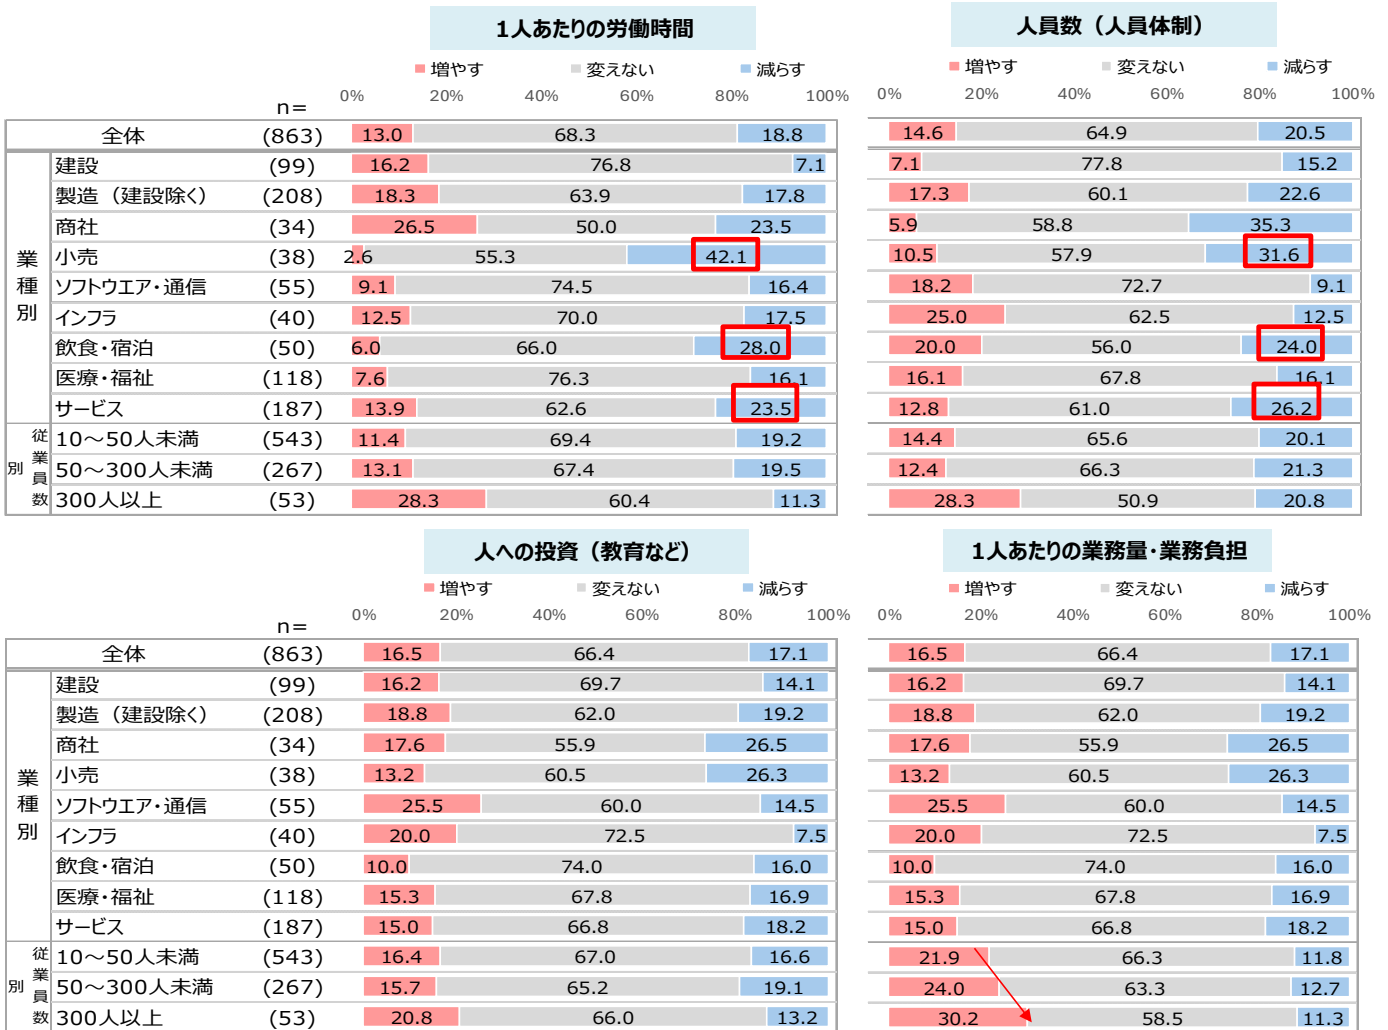 1人あたりの労働時間
増やす 変えない 減らす
n= 0% 20% 40% 60% 80% 100%
全体 (863) 13.0 68.3 18.8
業種別
建設 (99) 16.2 76.8 7.1
製造（建設除く） (208) 18.3 63.9 17.8
商社 (34) 26.5 50.0 23.5
小売 (38) 2.6 55.3 42.1
ソフトウエア・通信 (55) 9.1 74.5 16.4
インフラ (40) 12.5 70.0 17.5
飲食・宿泊 (50) 6.0 66.0 28.0
医療・福祉 (118) 7.6 76.3 16.1
サービス (187) 13.9 62.6 23.5
従業員数別
10～50人未満 (543) 11.4 69.4 19.2
50～300人未満 (267) 13.1 67.4 19.5
300人以上 (53) 28.3 60.4 11.3
人員数（人員体制）
増やす 変えない 減らす
0% 20% 40% 60% 80% 100%
14.6 64.9 20.5
7.1 77.8 15.2
17.3 60.1 22.6
5.9 58.8 35.3
10.5 57.9 31.6
18.2 72.7 9.1
25.0 62.5 12.5
20.0 56.0 24.0
16.1 67.8 16.1
12.8 61.0 26.2
14.4 65.6 20.1
12.4 66.3 21.3
28.3 50.9 20.8
人への投資（教育など）
増やす 変えない 減らす
n= 0% 20% 40% 60% 80% 100%
全体 (863) 16.5 66.4 17.1
業種別
建設 (99) 16.2 69.7 14.1
製造（建設除く） (208) 18.8 62.0 19.2
商社 (34) 17.6 55.9 26.5
小売 (38) 13.2 60.5 26.3
ソフトウエア・通信 (55) 25.5 60.0 14.5
インフラ (40) 20.0 72.5 7.5
飲食・宿泊 (50) 10.0 74.0 16.0
医療・福祉 (118) 15.3 67.8 16.9
サービス (187) 15.0 66.8 18.2
従業員数別
10～50人未満 (543) 16.4 67.0 16.6
50～300人未満 (267) 15.7 65.2 19.1
300人以上 (53) 20.8 66.0 13.2
1人あたりの業務量・業務負担
増やす 変えない 減らす
0% 20% 40% 60% 80% 100%
16.5 66.4 17.1
16.2 69.7 14.1
18.8 62.0 19.2
17.6 55.9 26.5
13.2 60.5 26.3
25.5 60.0 14.5
20.0 72.5 7.5
10.0 74.0 16.0
15.3 67.8 16.9
15.0 66.8 18.2
21.9 66.3 11.8
24.0 63.3 12.7
30.2 58.5 11.3